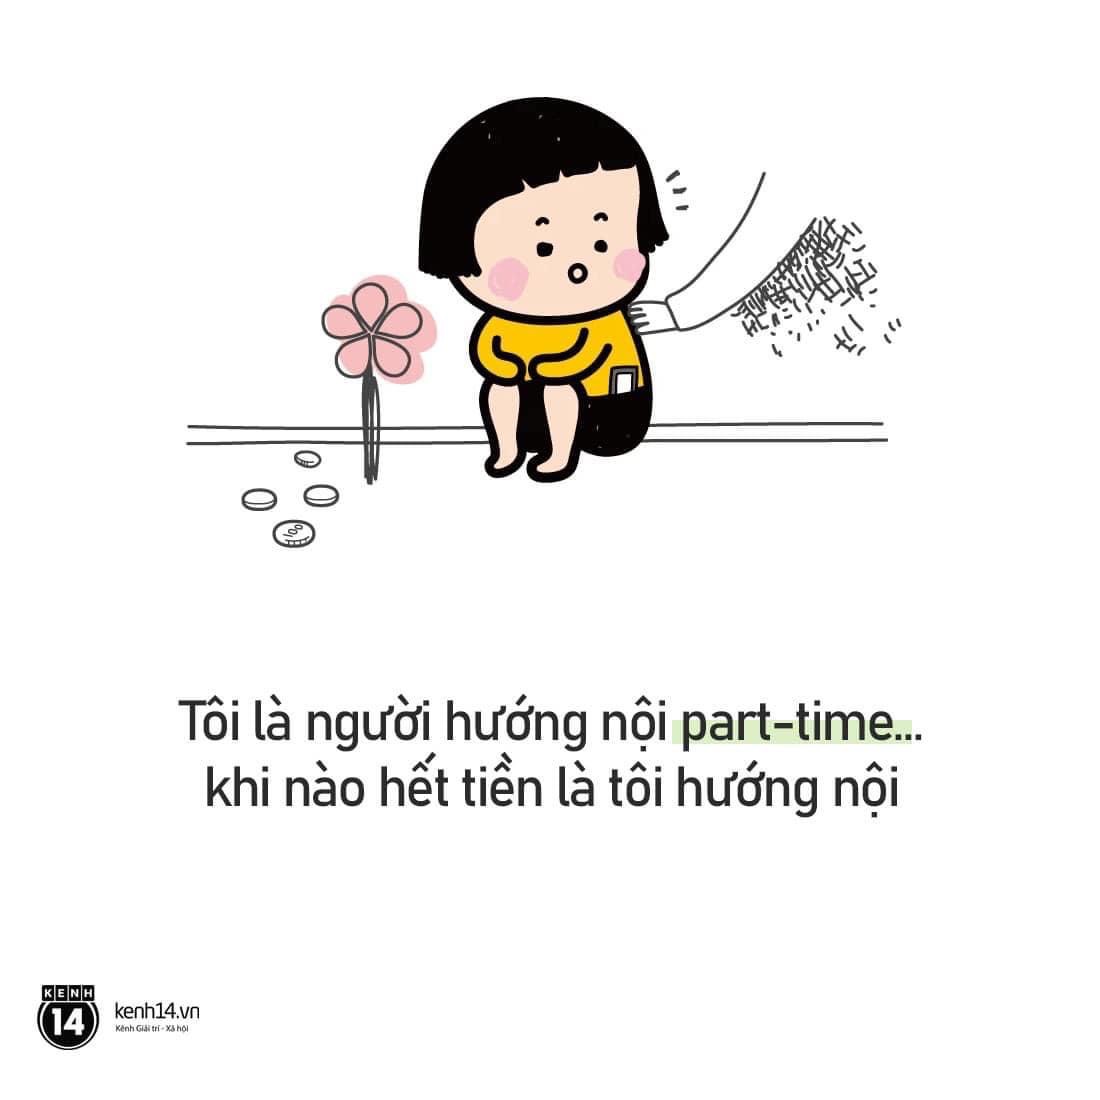 100
Tôi là người hướng nội part-time...
khi nào hết tiền là tôi hướng nội
KENH
14
kenh14.vn
Kênh Giải trí - Xã hội